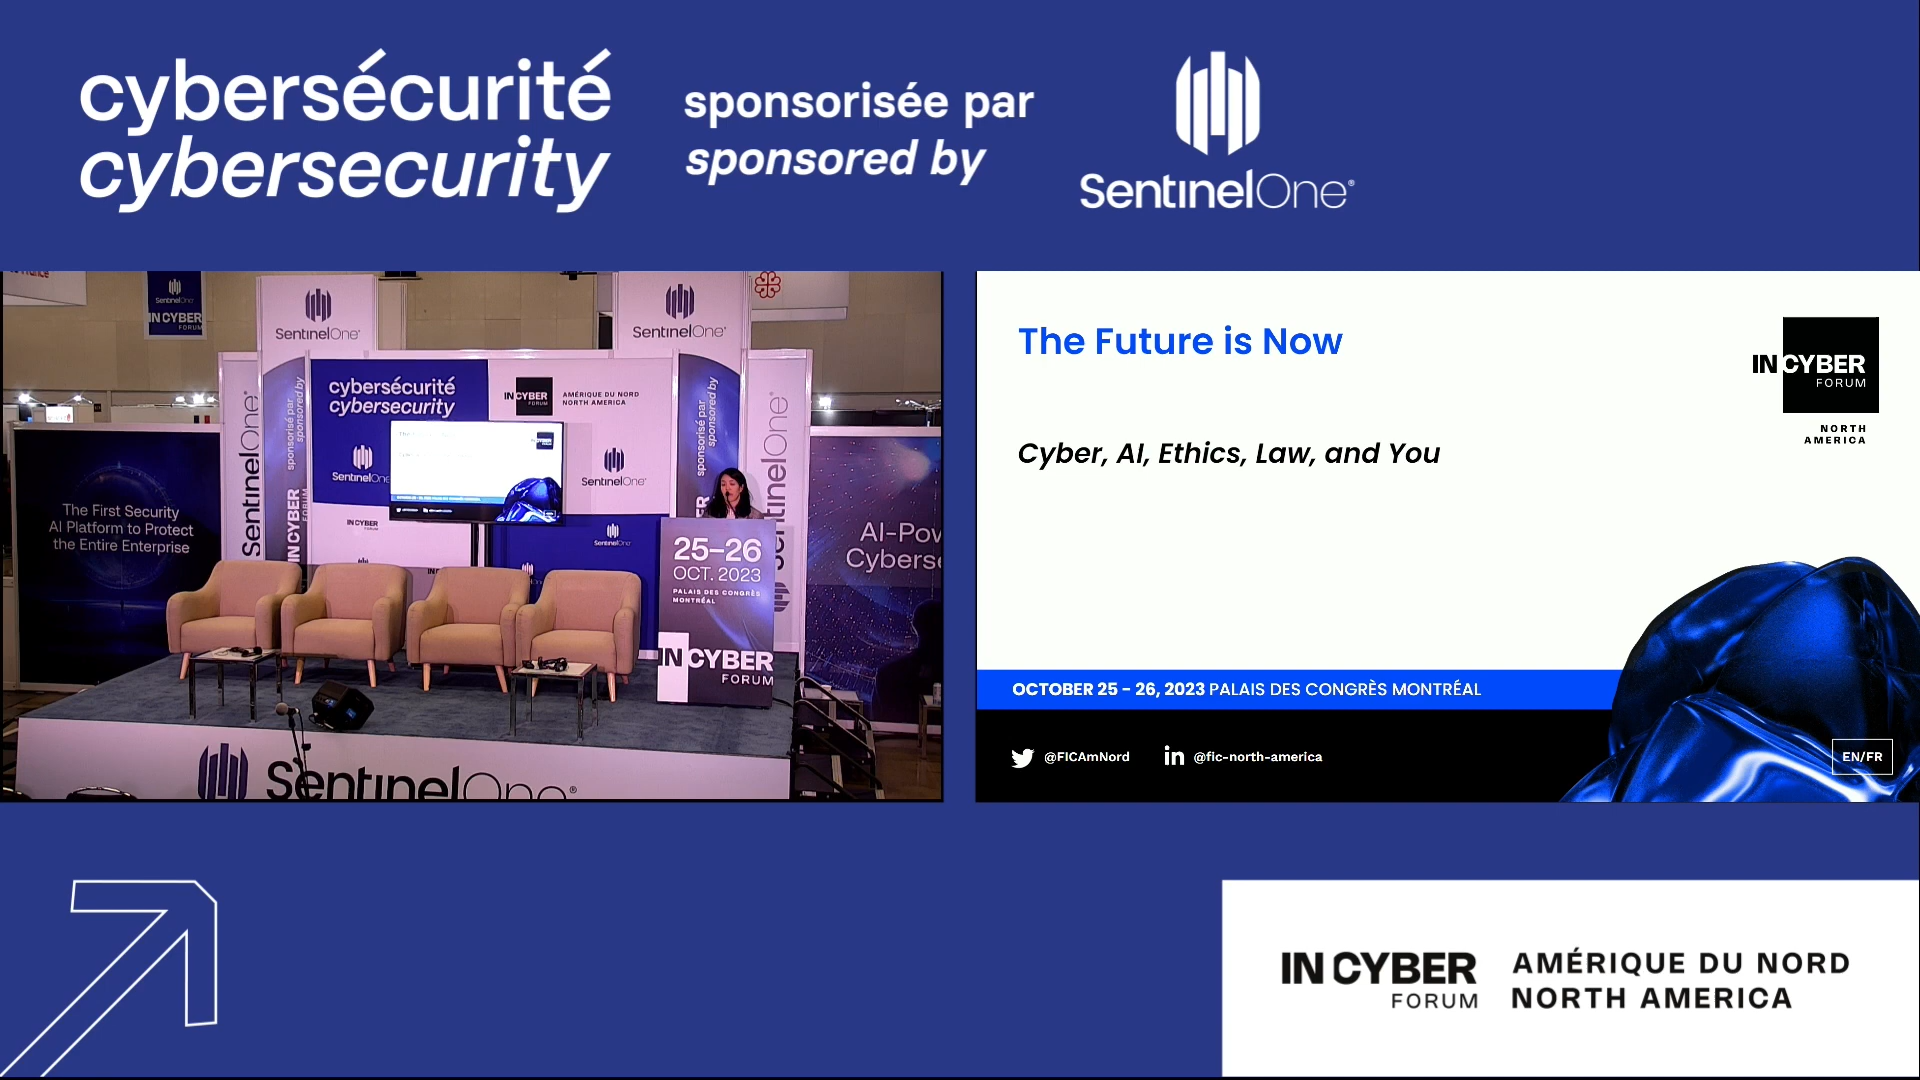 cybersécurité
cybersecurity
sponsorisée par
sponsored by
SentinelOne®
SentinelOne
IN CYBER
FORUM
SentinelOne
SentinelOne
cybersécurité
cybersecurity
IN CYBER
FORUM
AMÉRIQUE DU NORD
NORTH AMERICA
sponsorisé par
sponsored by
sponsorisé par
sponsored by
SentinelOne®
SentinelOne
SentinelOne
SentinelOne
IN CYBER
FORUM
The First Security
AI Platform to Protect
the Entire Enterprise
25–26
OCT. 2023
PALAIS DES CONGRÈS
MONTRÉAL
IN CYBER
FORUM
AI-Pow
Cyberse
SentinelOne®
The Future is Now
Cyber, AI, Ethics, Law, and You
IN CYBER
FORUM
NORTH
AMERICA
OCTOBER 25 - 26, 2023 PALAIS DES CONGRÈS MONTRÉAL
@FICAmNord
in @fic-north-america
EN/FR
IN CYBER
FORUM
AMÉRIQUE DU NORD
NORTH AMERICA